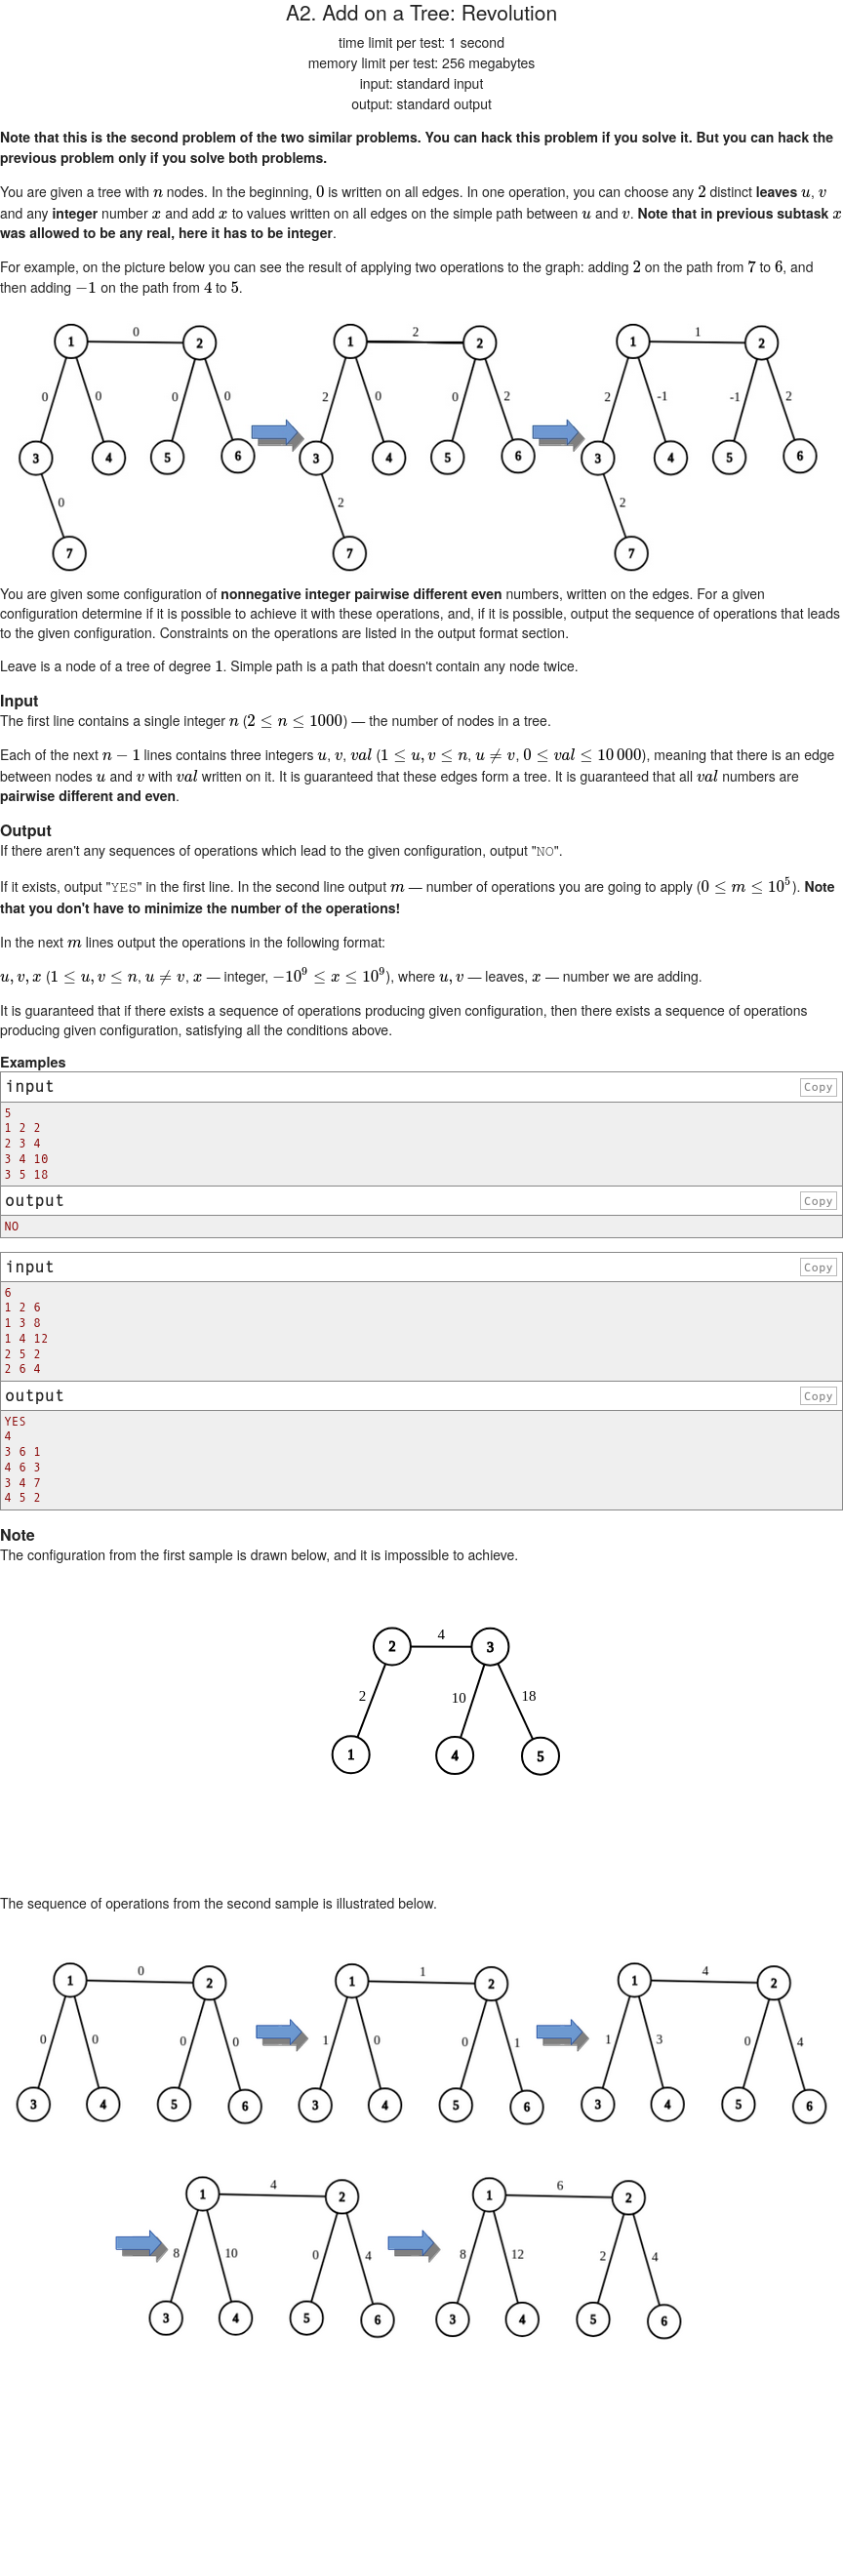 A2. Add on a Tree: Revolution
time limit per test: 1 second
memory limit per test: 256 megabytes
input: standard input
output: standard output
Note that this is the second problem of the two similar problems. You can hack this problem if you solve it. But you can hack the
previous problem only if you solve both problems.
You are given a tree with n nodes. In the beginning, 0 is written on all edges. In one operation, you can choose any 2 distinct leaves u, v
and any integer number x and add x to values written on all edges on the simple path between u and v. Note that in previous subtask x
was allowed to be any real, here it has to be integer.
For example, on the picture below you can see the result of applying two operations to the graph: adding 2 on the path from 7 to 6, and
then adding −1 on the path from 4 to 5.
0 2 1
1 2 1 2 1 2
0 0 0 0 2 0 0 2 2 -1 -1 2
3 4 5 6 3 4 5 6 3 4 5 6
0 2 2
7 7 7
You are given some configuration of nonnegative integer pairwise different even numbers, written on the edges. For a given
configuration determine if it is possible to achieve it with these operations, and, if it is possible, output the sequence of operations that leads
to the given configuration. Constraints on the operations are listed in the output format section.
Leave is a node of a tree of degree 1. Simple path is a path that doesn't contain any node twice.
Input
The first line contains a single integer n (2 ≤ n ≤ 1000) — the number of nodes in a tree.
Each of the next n − 1 lines contains three integers u, v, val (1 ≤ u, v ≤ n, u ≠ v, 0 ≤ val ≤ 10 000), meaning that there is an edge
between nodes u and v with val written on it. It is guaranteed that these edges form a tree. It is guaranteed that all val numbers are
pairwise different and even.
Output
If there aren't any sequences of operations which lead to the given configuration, output "NO".
If it exists, output "YES" in the first line. In the second line output m — number of operations you are going to apply (0 ≤ m ≤ 10⁵). Note
that you don't have to minimize the number of the operations!
In the next m lines output the operations in the following format:
u, v, x (1 ≤ u, v ≤ n, u ≠ v, x — integer, −10⁹ ≤ x ≤ 10⁹), where u, v — leaves, x — number we are adding.
It is guaranteed that if there exists a sequence of operations producing given configuration, then there exists a sequence of operations
producing given configuration, satisfying all the conditions above.
Examples
input Copy
5
1 2 2
2 3 4
3 4 10
3 5 18
output Copy
NO
input Copy
6
1 2 6
1 3 8
1 4 12
2 5 2
2 6 4
output Copy
YES
4
3 6 1
4 6 3
3 4 7
4 5 2
Note
The configuration from the first sample is drawn below, and it is impossible to achieve.
4
2 3
2 10 18
1 4 5
The sequence of operations from the second sample is illustrated below.
0 1 4
1 2 1 2 1 2
0 0 0 0 1 0 0 1 1 3 0 4
3 4 5 6 3 4 5 6 3 4 5 6
4 6
1 2 1 2
8 10 0 4 8 12 2 4
3 4 5 6 3 4 5 6